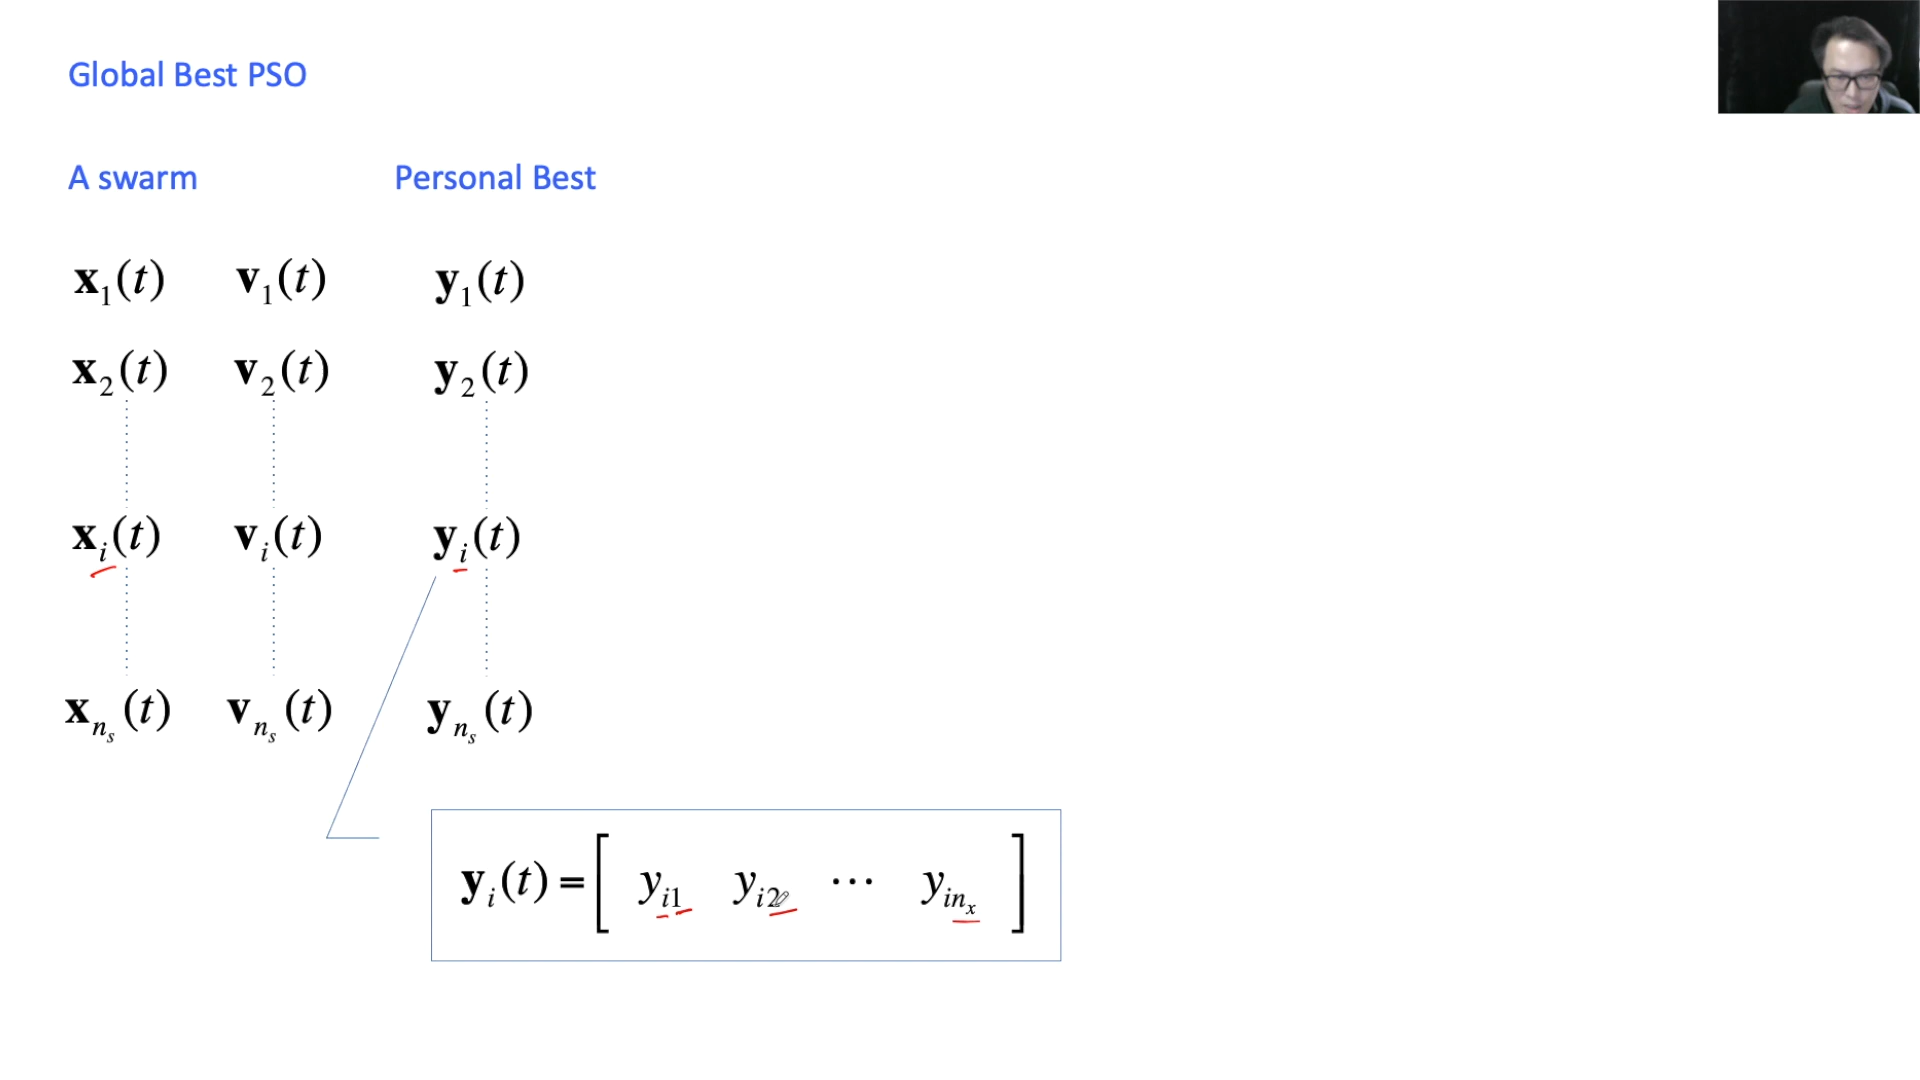 Global Best PSO
A swarm Personal Best
x₁(t) v₁(t) y₁(t)
x₂(t) v₂(t) y₂(t)
xᵢ(t) vᵢ(t) yᵢ(t)
x_{n_s}(t) v_{n_s}(t) y_{n_s}(t)
yᵢ(t) = [ y_{i1} y_{i2} ⋯ y_{in_x} ]